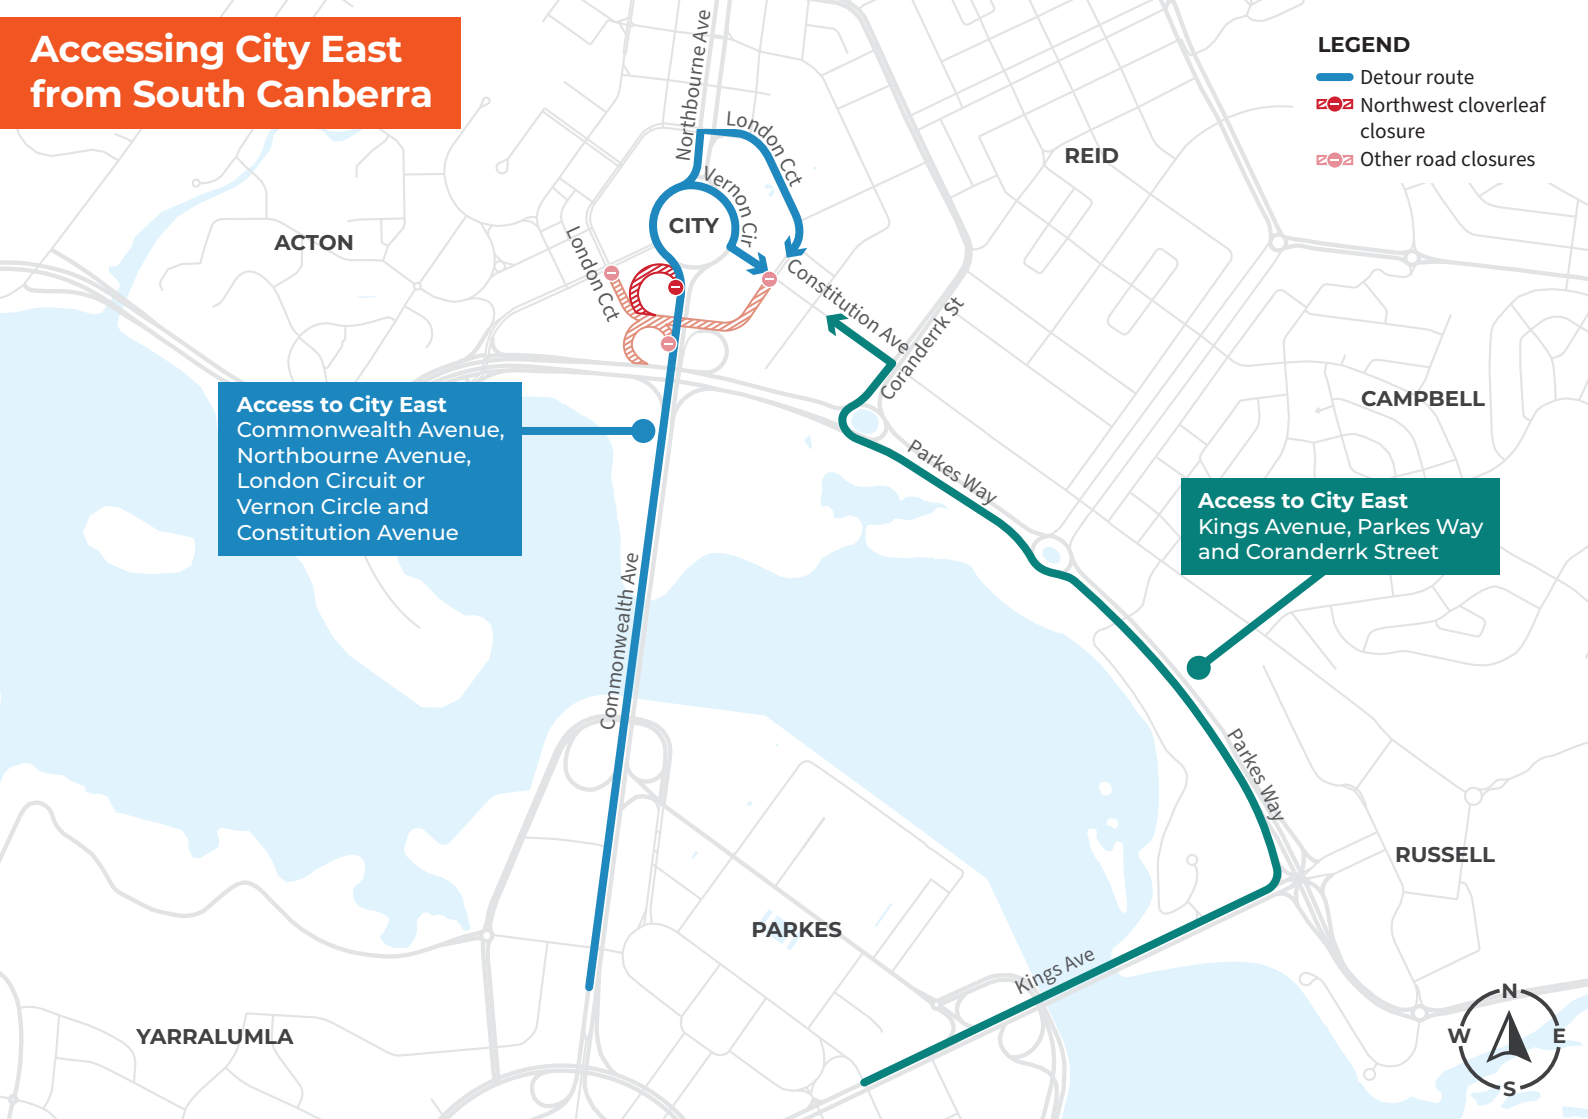 Accessing City East
from South Canberra
LEGEND
Detour route
Northwest cloverleaf
closure
Other road closures
Northbourne Ave
London Cct
Vernon Cir
CITY
London Cct
Constitution Ave
Coranderrk St
REID
ACTON
CAMPBELL
Access to City East
Commonwealth Avenue,
Northbourne Avenue,
London Circuit or
Vernon Circle and
Constitution Avenue
Parkes Way
Access to City East
Kings Avenue, Parkes Way
and Coranderrk Street
Commonwealth Ave
Parkes Way
RUSSELL
PARKES
Kings Ave
YARRALUMLA
N
W
E
S